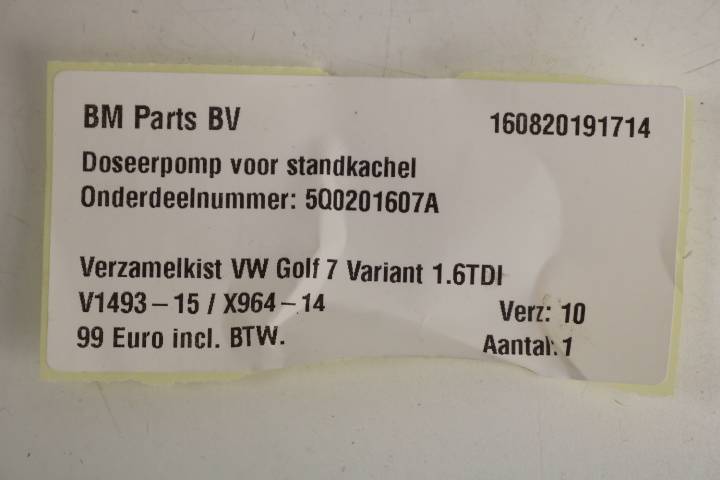 BM Parts BV 160820191714
Doseerpomp voor standkachel
Onderdeelnummer: 5Q0201607A
Verzamelkist VW Golf 7 Variant 1.6TDI
V1493-15 / X964-14 Verz: 10
99 Euro incl. BTW. Aantal: 1